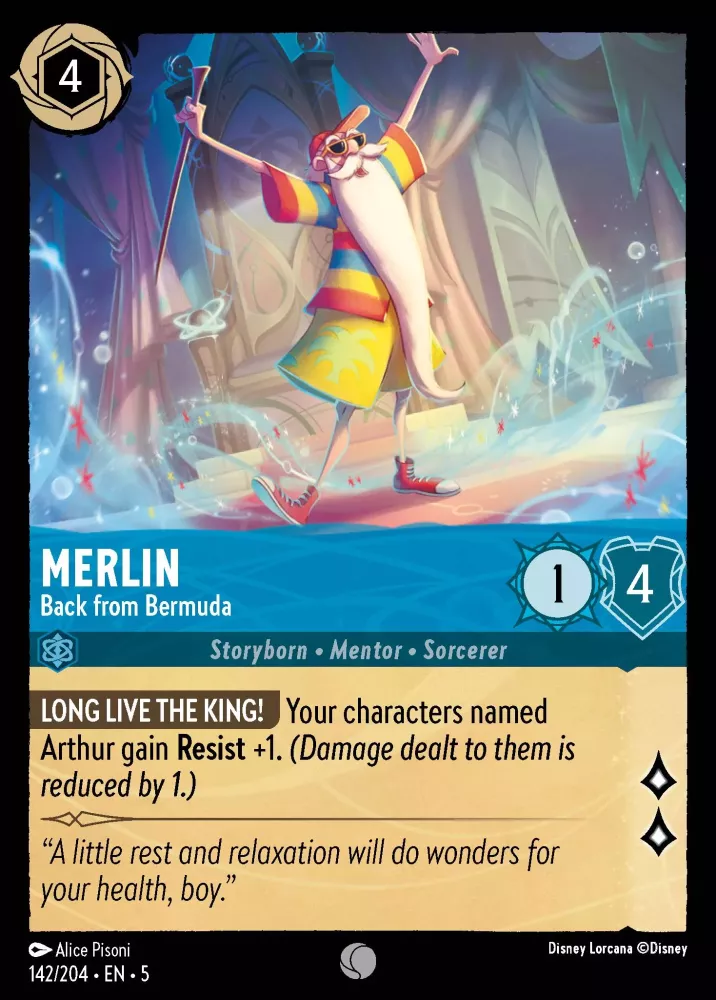 4
MERLIN
Back from Bermuda
1
4
Storyborn • Mentor • Sorcerer
LONG LIVE THE KING! Your characters named
Arthur gain Resist +1. (Damage dealt to them is
reduced by 1.)
“A little rest and relaxation will do wonders for
your health, boy.”
Alice Pisoni
Disney Lorcana ©Disney
142/204 • EN • 5